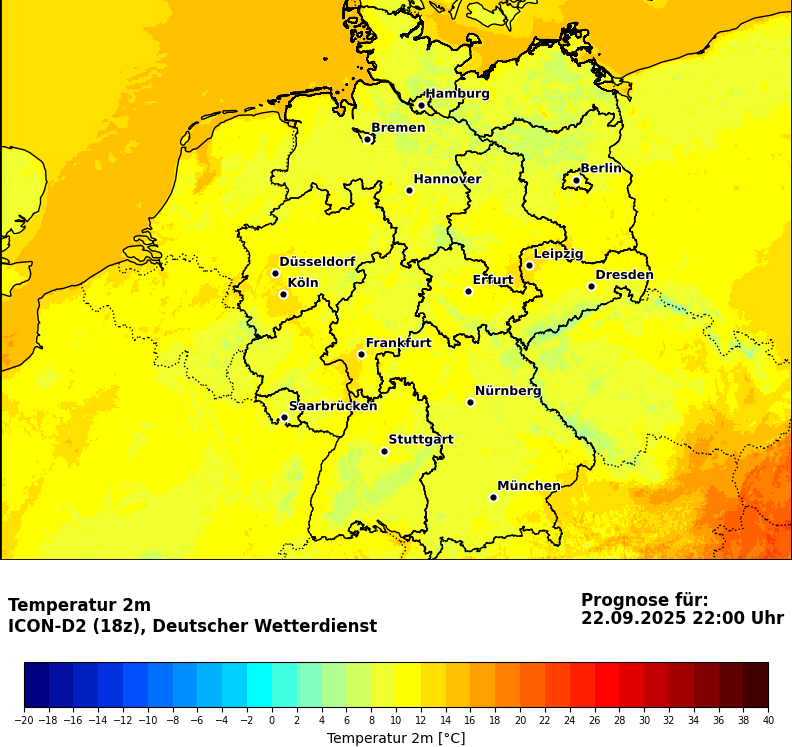 Hamburg
Bremen
Berlin
Hannover
Leipzig
Düsseldorf
Dresden
Köln
Erfurt
Frankfurt
Nürnberg
Saarbrücken
Stuttgart
München
Temperatur 2m
ICON-D2 (18z), Deutscher Wetterdienst
Prognose für:
22.09.2025 22:00 Uhr
−20 −18 −16 −14 −12 −10 −8 −6 −4 −2 0 2 4 6 8 10 12 14 16 18 20 22 24 26 28 30 32 34 36 38 40
Temperatur 2m [°C]